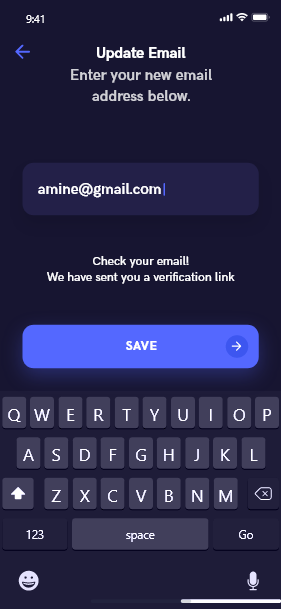 9:41
Update Email
Enter your new email
address below.
amine@gmail.com
Check your email!
We have sent you a verification link
SAVE
Q W E R T Y U I O P
A S D F G H J K L
Z X C V B N M
123 space Go